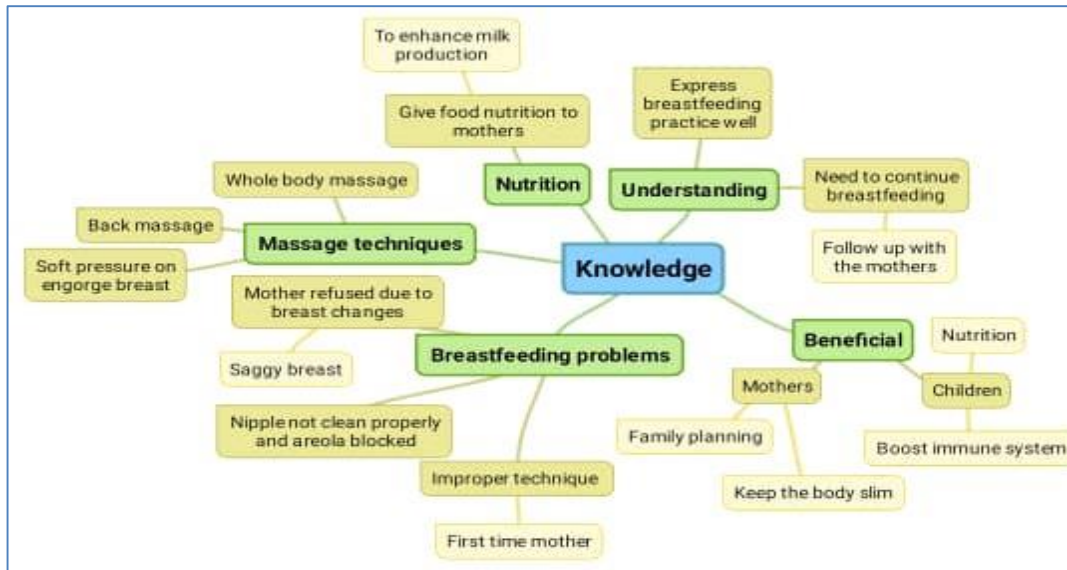 To enhance milk
production
Give food nutrition to
mothers
Nutrition
Express
breastfeeding
practice well
Understanding
Need to continue
breastfeeding
Follow up with
the mothers
Whole body massage
Back massage
Massage techniques
Soft pressure on
engorge breast
Knowledge
Mother refused due to
breast changes
Saggy breast
Breastfeeding problems
Nipple not clean properly
and areola blocked
Improper technique
First time mother
Beneficial
Nutrition
Mothers
Children
Family planning
Boost immune system
Keep the body slim